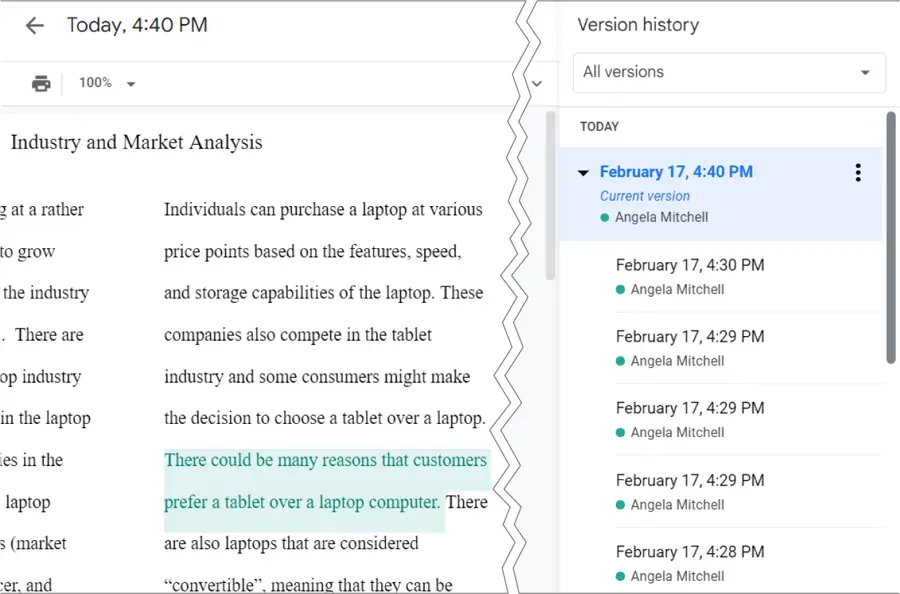 Today, 4:40 PM
100%
Industry and Market Analysis
g at a rather
to grow
the industry
. There are
op industry
in the laptop
ies in the
laptop
s (market
cer, and
Individuals can purchase a laptop at various
price points based on the features, speed,
and storage capabilities of the laptop. These
companies also compete in the tablet
industry and some consumers might make
the decision to choose a tablet over a laptop.
There could be many reasons that customers
prefer a tablet over a laptop computer. There
are also laptops that are considered
“convertible”, meaning that they can be
Version history
All versions
TODAY
February 17, 4:40 PM
Current version
Angela Mitchell
February 17, 4:30 PM
Angela Mitchell
February 17, 4:29 PM
Angela Mitchell
February 17, 4:29 PM
Angela Mitchell
February 17, 4:29 PM
Angela Mitchell
February 17, 4:28 PM
Angela Mitchell